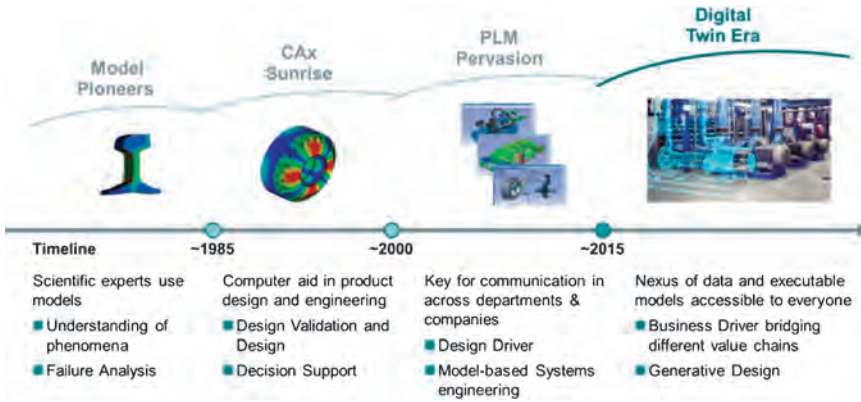 Model
Pioneers
CAx
Sunrise
PLM
Pervasion
Digital
Twin Era
Timeline
~1985
~2000
~2015
Scientific experts use
models
Understanding of
phenomena
Failure Analysis
Computer aid in product
design and engineering
Design Validation and
Design
Decision Support
Key for communication in
across departments &
companies
Design Driver
Model-based Systems
engineering
Nexus of data and executable
models accessible to everyone
Business Driver bridging
different value chains
Generative Design